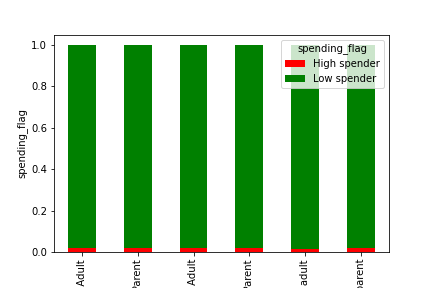 spending_flag
High spender
Low spender
1.0
0.8
0.6
0.4
0.2
0.0
spending_flag
Adult
Parent
Adult
Parent
adult
parent